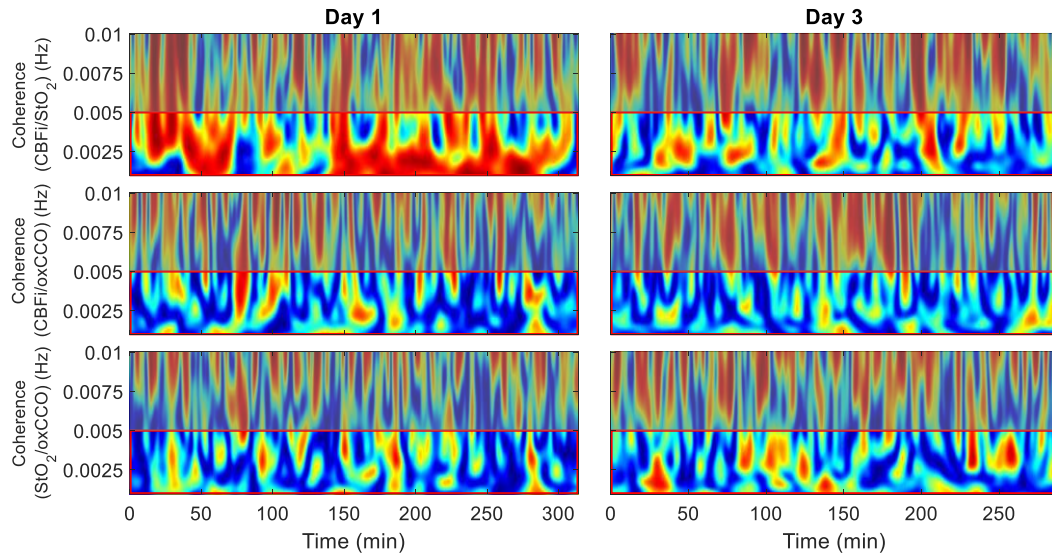 Day 1
Day 3
Coherence
(CBFi/StO2) (Hz)
0.01
0.0075
0.005
0.0025
Coherence
(CBFi/oxCCO) (Hz)
0.01
0.0075
0.005
0.0025
Coherence
(StO2/oxCCO) (Hz)
0.01
0.0075
0.005
0.0025
0 50 100 150 200 250 300
0 50 100 150 200 250
Time (min)
Time (min)